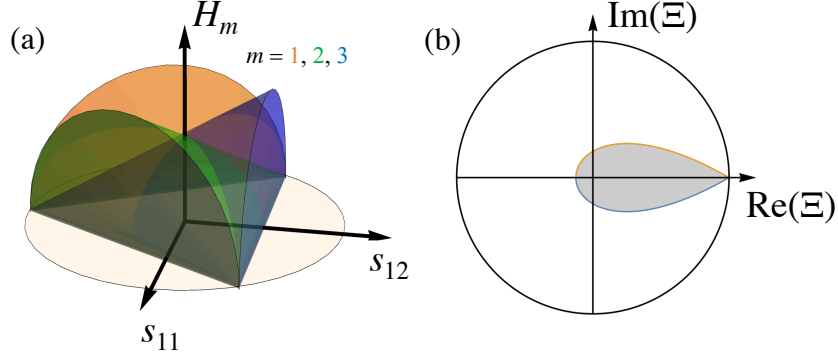 (a)
H_m
m = 1, 2, 3
s_12
s_11
(b)
Im(Ξ)
Re(Ξ)